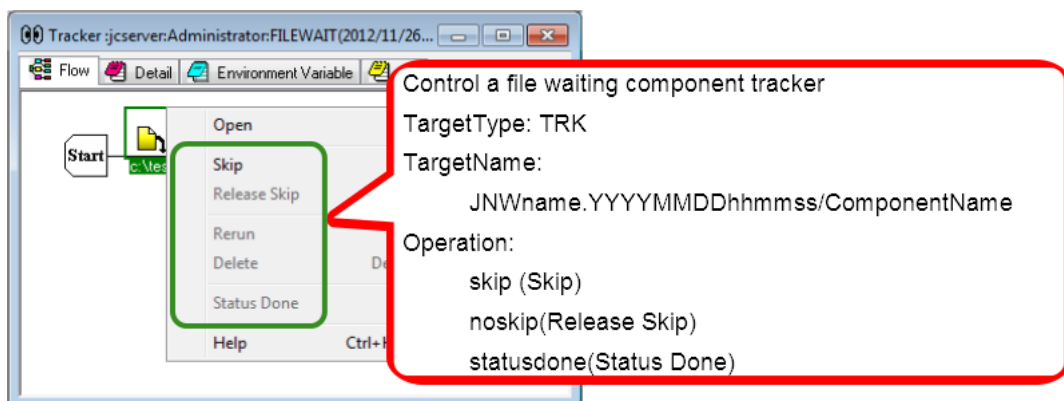 Tracker :jcserver:Administrator:FILEWAIT(2012/11/26...
Flow Detail Environment Variable
Start
c:\tes
Open
Skip
Release Skip
Rerun
Delete De
Status Done
Help Ctrl+H
Control a file waiting component tracker
TargetType: TRK
TargetName:
JNWname.YYYYMMDDhhmmss/ComponentName
Operation:
skip (Skip)
noskip(Release Skip)
statusdone(Status Done)